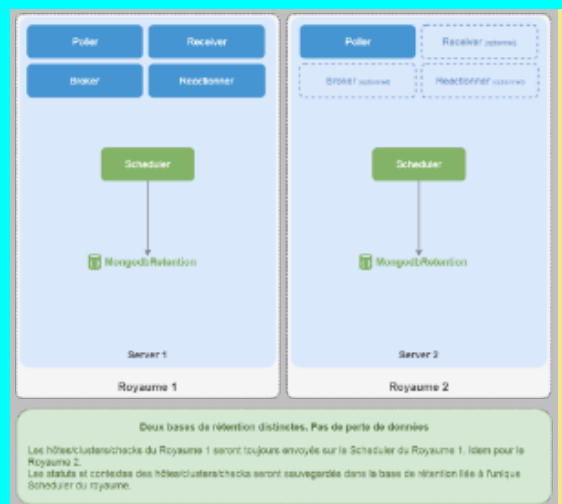 Poller
Receiver
Broker
Reactionner
Scheduler
MongodbRetention
Server 1
Royaume 1
Poller
Receiver (optionnel)
Broker (optionnel)
Reactionner (optionnel)
Scheduler
MongodbRetention
Server 2
Royaume 2
Deux bases de rétention distinctes. Pas de perte de données
Les hôtes/clusters/checks du Royaume 1 seront toujours envoyés sur le Scheduler du Royaume 1. Idem pour le
Royaume 2.
Les statuts et contextes des hôtes/clusters/checks seront sauvegardés dans la base de rétention liée à l'unique
Scheduler du royaume.